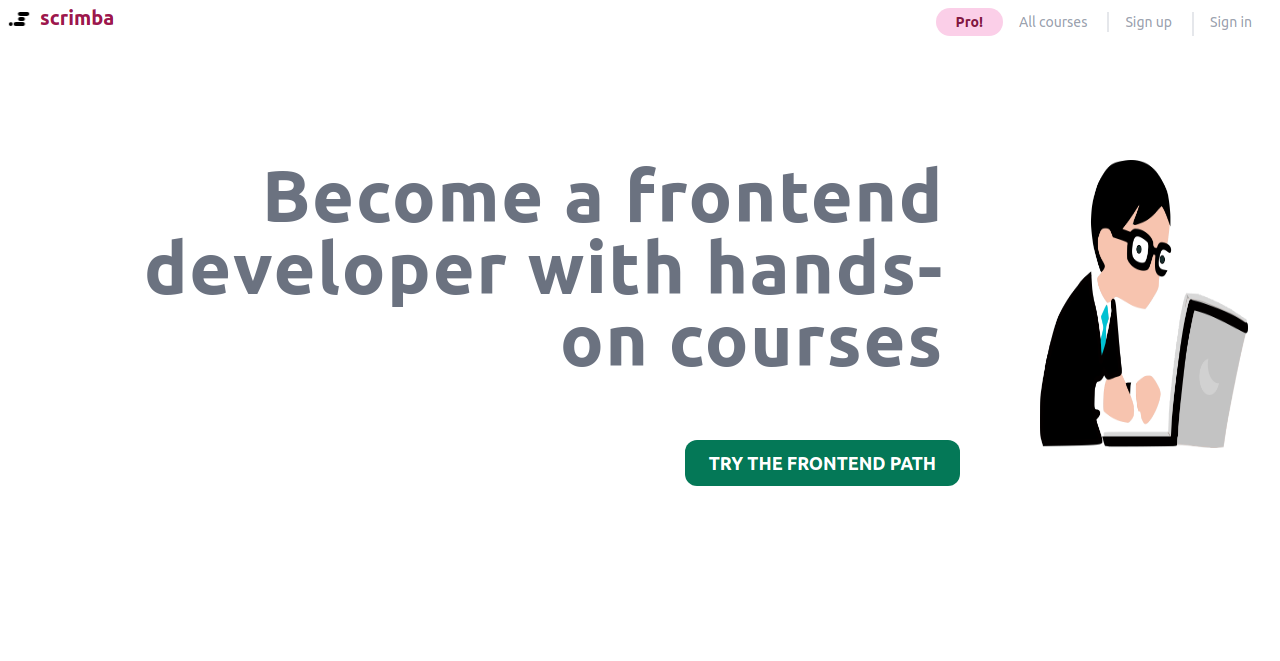 scrimba
Pro!
All courses
Sign up
Sign in
Become a frontend
developer with hands-
on courses
TRY THE FRONTEND PATH